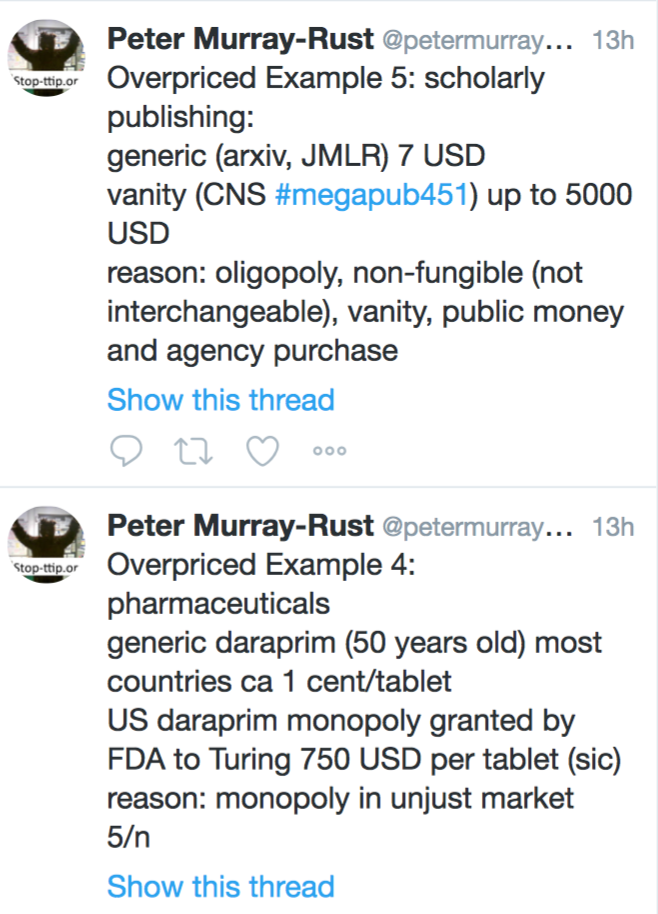 Peter Murray-Rust @petermurray... 13h
Overpriced Example 5: scholarly
publishing:
generic (arxiv, JMLR) 7 USD
vanity (CNS #megapub451) up to 5000
USD
reason: oligopoly, non-fungible (not
interchangeable), vanity, public money
and agency purchase
Show this thread
Stop-ttip.or
Peter Murray-Rust @petermurray... 13h
Overpriced Example 4:
pharmaceuticals
generic daraprim (50 years old) most
countries ca 1 cent/tablet
US daraprim monopoly granted by
FDA to Turing 750 USD per tablet (sic)
reason: monopoly in unjust market
5/n
Show this thread
Stop-ttip.or